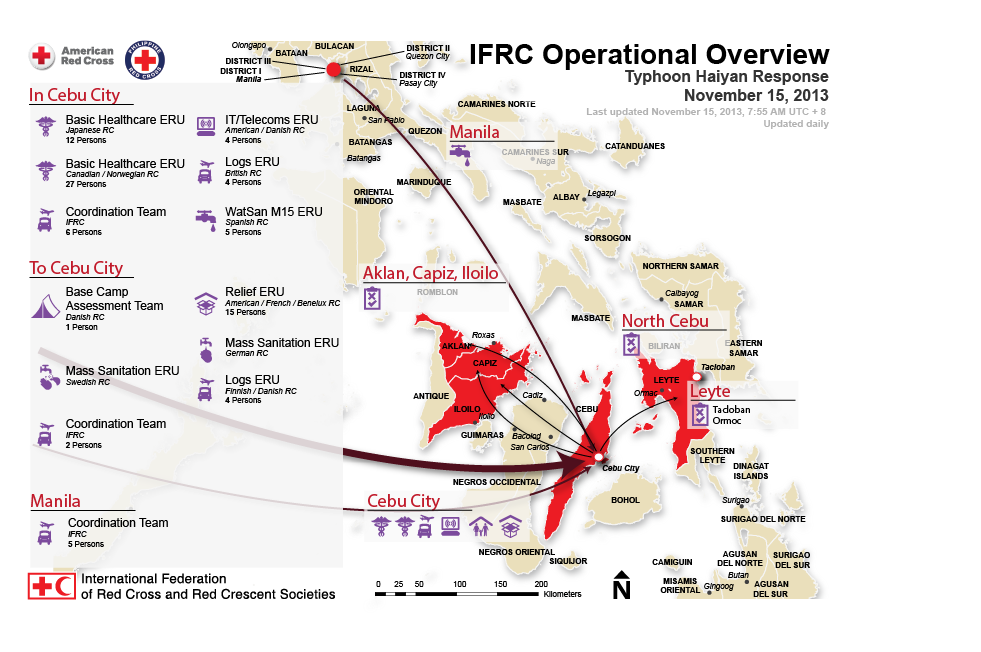 American
Red Cross
PHILIPPINE
RED CROSS
IFRC Operational Overview
Typhoon Haiyan Response
November 15, 2013
Last updated November 15, 2013, 7:55 AM UTC + 8
Updated daily
In Cebu City
Basic Healthcare ERU
Japanese RC
12 Persons
Basic Healthcare ERU
Canadian / Norwegian RC
27 Persons
Coordination Team
IFRC
6 Persons
IT/Telecoms ERU
American / Danish RC
4 Persons
Logs ERU
British RC
4 Persons
WatSan M15 ERU
Spanish RC
5 Persons
To Cebu City
Base Camp
Assessment Team
Danish RC
1 Person
Mass Sanitation ERU
Swedish RC
Coordination Team
IFRC
2 Persons
Relief ERU
American / French / Benelux RC
15 Persons
Mass Sanitation ERU
German RC
Logs ERU
Finnish / Danish RC
4 Persons
Manila
Coordination Team
IFRC
5 Persons
International Federation
of Red Cross and Red Crescent Societies
Olongapo
BATAAN
BULACAN
DISTRICT II
Quezon City
DISTRICT III
DISTRICT I
Manila
RIZAL
DISTRICT IV
Pasay City
LAGUNA
San Pablo
CAMARINES NORTE
QUEZON
BATANGAS
Batangas
Manila
CAMARINES SUR
Naga
CATANDUANES
MARINDUQUE
ORIENTAL
MINDORO
MASBATE
ALBAY
Legazpi
SORSOGON
Aklan, Capiz, Iloilo
ROMBLON
NORTHERN SAMAR
Calbayog
SAMAR
MASBATE
North Cebu
BILIRAN
EASTERN
SAMAR
Roxas
AKLAN
CAPIZ
Tacloban
LEYTE
Ormoc
Leyte
Tacloban
Ormoc
ANTIQUE
ILOILO
Iloilo
Cadiz
CEBU
GUIMARAS
Bacolod
San Carlos
SOUTHERN
LEYTE
Cebu City
DINAGAT
ISLANDS
NEGROS OCCIDENTAL
Cebu City
BOHOL
Surigao
SURIGAO DEL NORTE
NEGROS ORIENTAL
SIQUIJOR
CAMIGUIN
AGUSAN
DEL NORTE
SURIGAO
DEL SUR
Butan
MISAMIS
ORIENTAL
Gingoog
AGUSAN
DEL SUR
0 25 50 100 150 200
Kilometers
N